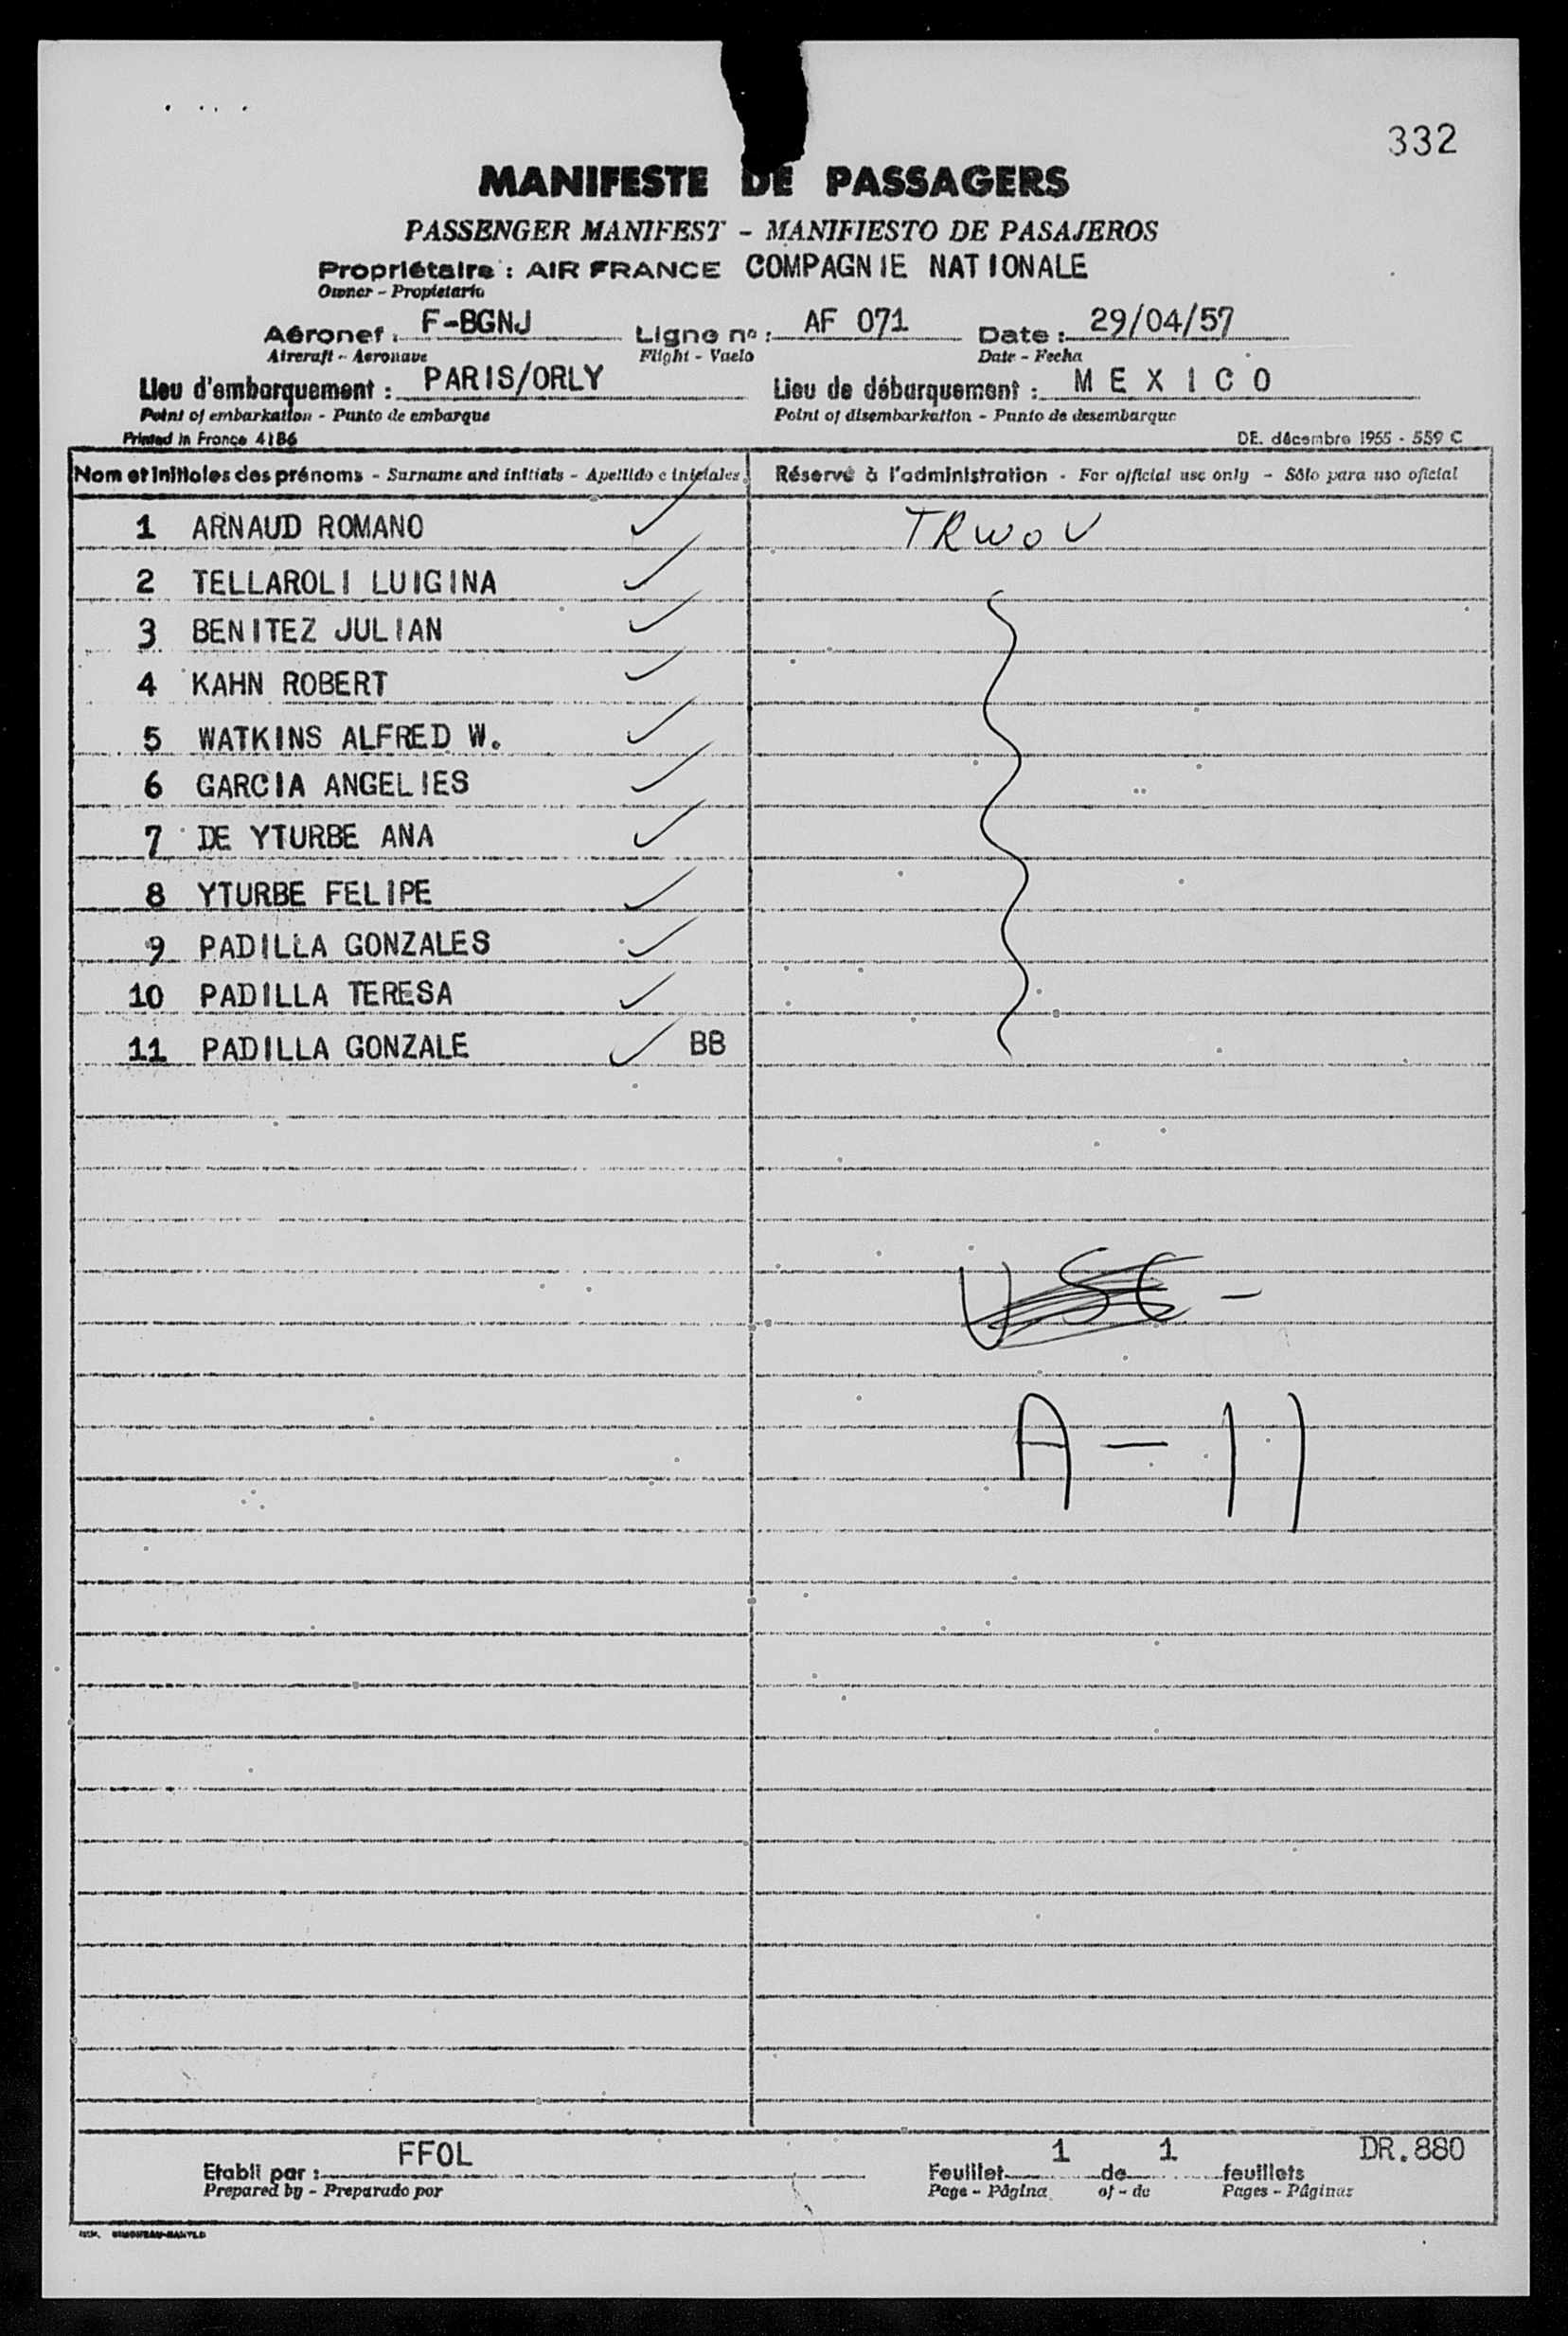 332
MANIFESTE DE PASSAGERS
PASSENGER MANIFEST - MANIFIESTO DE PASAJEROS
Propriétaire : AIR FRANCE COMPAGNIE NATIONALE
Owner - Propietario
Aéronef : F-BGNJ Ligne nº : AF 071 Date : 29/04/57
Aircraft - Aeronave Flight - Vuelo Date - Fecha
Lieu d'embarquement : PARIS/ORLY Lieu de débarquement : MEXICO
Point of embarkation - Punto de embarque Point of disembarkation - Punto de desembarque
Printed in France 4186 DE. décembre 1955 - 559 C
Nom et initiales des prénoms - Surname and initials - Apellido e iniciales Réservé à l'administration - For official use only - Sólo para uso oficial
1 ARNAUD ROMANO TRWOV
2 TELLAROLI LUIGINA
3 BENITEZ JULIAN
4 KAHN ROBERT
5 WATKINS ALFRED W.
6 GARCIA ANGELIES
7 DE YTURBE ANA
8 YTURBE FELIPE
9 PADILLA GONZALES
10 PADILLA TERESA
11 PADILLA GONZALE BB
USC -
A - 11
FFOL 1 1 DR.880
Etabli par : Feuillet de feuillets
Prepared by - Preparado por Page - Página of - de Pages - Páginas